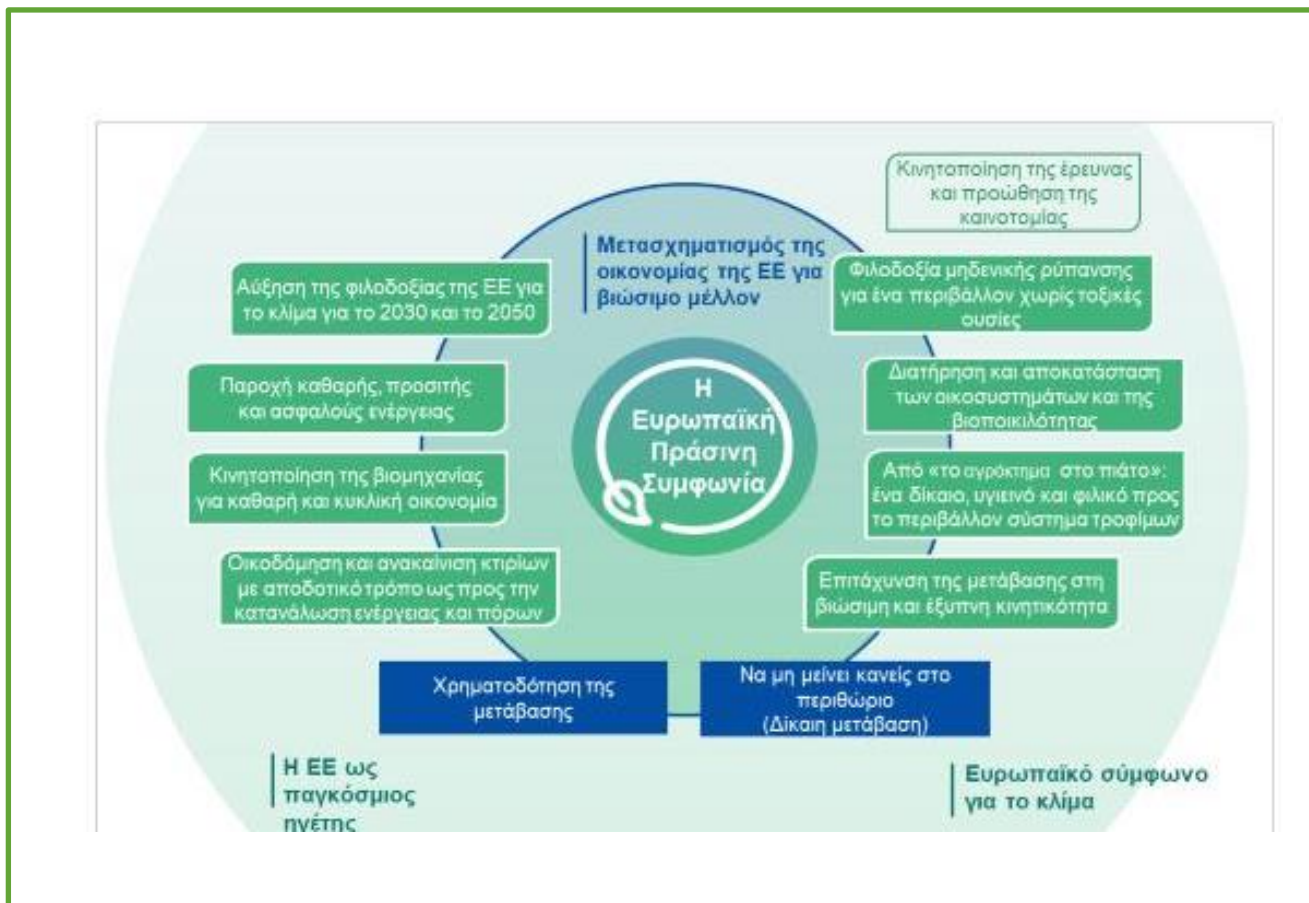 Κινητοποίηση της έρευνας
και προώθηση της
καινοτομίας
Μετασχηματισμός της
οικονομίας της ΕΕ για
βιώσιμο μέλλον
Αύξηση της φιλοδοξίας της ΕΕ για
το κλίμα για το 2030 και το 2050
Φιλοδοξία μηδενικής ρύπανσης
για ένα περιβάλλον χωρίς τοξικές
ουσίες
Παροχή καθαρής, προσιτής
και ασφαλούς ενέργειας
Η
Ευρωπαϊκή
Πράσινη
Συμφωνία
Διατήρηση και αποκατάσταση
των οικοσυστημάτων και της
βιοποικιλότητας
Κινητοποίηση της βιομηχανίας
για καθαρή και κυκλική οικονομία
Από «το αγρόκτημα στο πιάτο»:
ένα δίκαιο, υγιεινό και φιλικό προς
το περιβάλλον σύστημα τροφίμων
Οικοδόμηση και ανακαίνιση κτιρίων
με αποδοτικό τρόπο ως προς την
κατανάλωση ενέργειας και πόρων
Επιτάχυνση της μετάβασης στη
βιώσιμη και έξυπνη κινητικότητα
Χρηματοδότηση της
μετάβασης
Να μη μείνει κανείς στο
περιθώριο
(Δίκαιη μετάβαση)
Η ΕΕ ως
παγκόσμιος
ηγέτης
Ευρωπαϊκό σύμφωνο
για το κλίμα